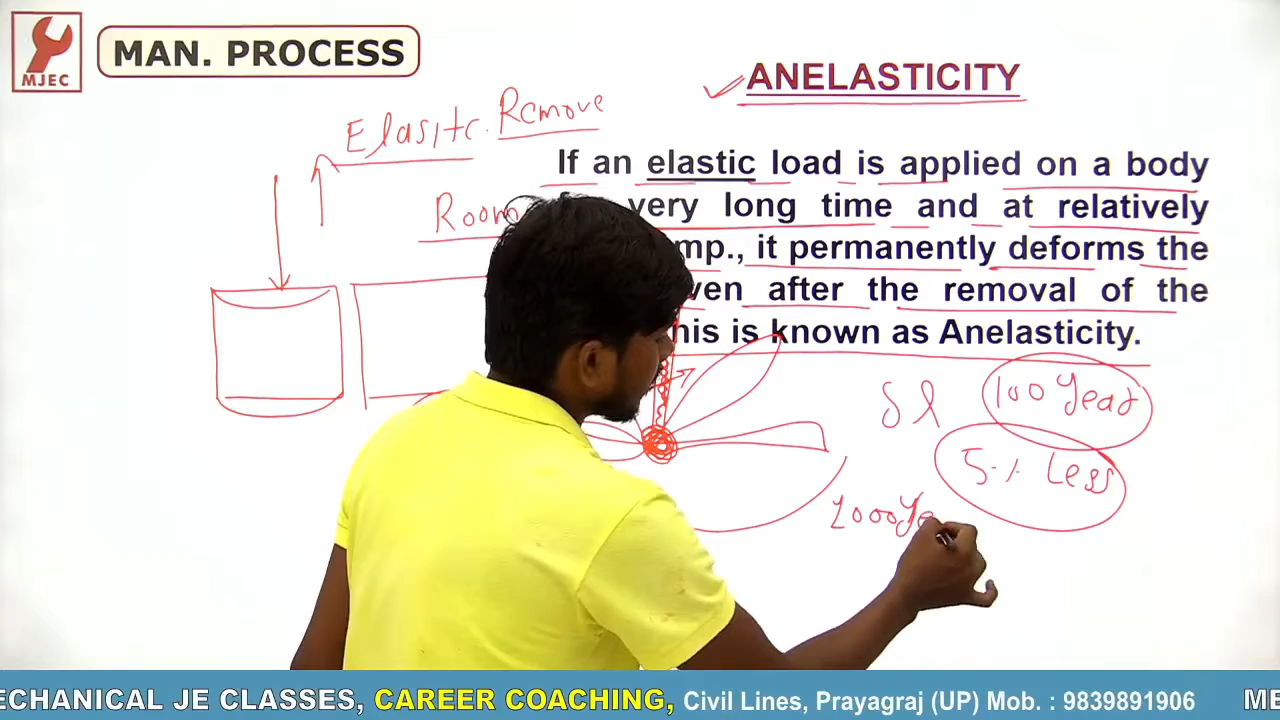 MJEC
MAN. PROCESS
ANELASTICITY
Elasitc. Remove
If an elastic load is applied on a body
Room
very long time and at relatively
mp., it permanently deforms the
ven after the removal of the
his is known as Anelasticity.
δl
100 Year
5% Less
1000 Ye
ECHANICAL JE CLASSES, CAREER COACHING, Civil Lines, Prayagraj (UP) Mob. : 9839891906
ME